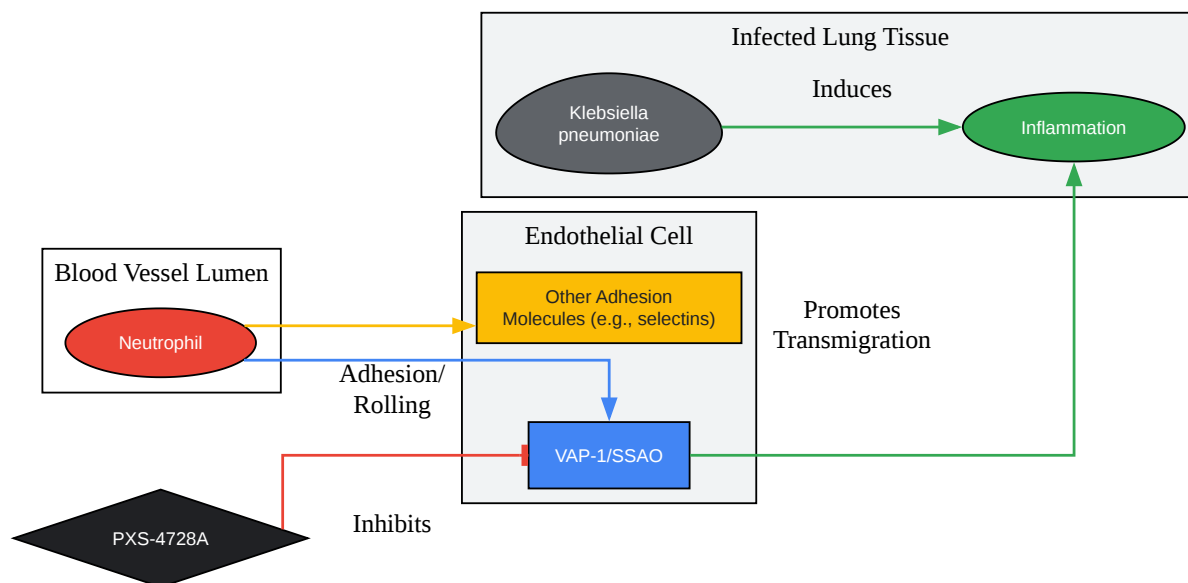 Infected Lung Tissue
Klebsiella
pneumoniae
Induces
Inflammation
Endothelial Cell
Blood Vessel Lumen
Other Adhesion
Molecules (e.g., selectins)
Neutrophil
Promotes
Transmigration
Adhesion/
Rolling
VAP-1/SSAO
Inhibits
PXS-4728A